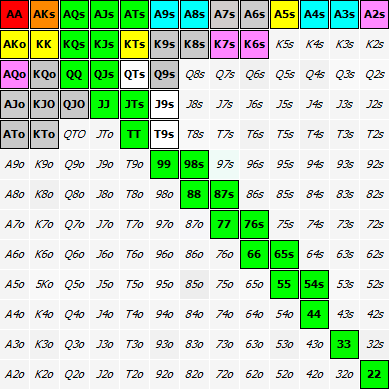 AA AKs AQs AJs ATs A9s A8s A7s A6s A5s A4s A3s A2s
AKo KK KQs KJs KTs K9s K8s K7s K6s K5s K4s K3s K2s
AQo KQo QQ QJs QTs Q9s Q8s Q7s Q6s Q5s Q4s Q3s Q2s
AJo KJO QJO JJ JTs J9s J8s J7s J6s J5s J4s J3s J2s
ATo KTo QTO JTo TT T9s T8s T7s T6s T5s T4s T3s T2s
A9o K9o Q9o J9o T9o 99 98s 97s 96s 95s 94s 93s 92s
A8o K8o Q8o J8o T8o 98o 88 87s 86s 85s 84s 83s 82s
A7o K7o Q7o J7o T7o 97o 87o 77 76s 75s 74s 73s 72s
A6o K6o Q6o J6o T6o 96o 86o 76o 66 65s 64s 63s 62s
A5o 5Ko Q5o J5o T5o 95o 85o 75o 65o 55 54s 53s 52s
A4o K4o Q4o J4o T4o 94o 84o 74o 64o 54o 44 43s 42s
A3o K3o Q3o J3o T3o 93o 83o 73o 63o 53o 43o 33 32s
A2o K2o Q2o J2o T2o 92o 82o 72o 62o 52o 42o 32o 22